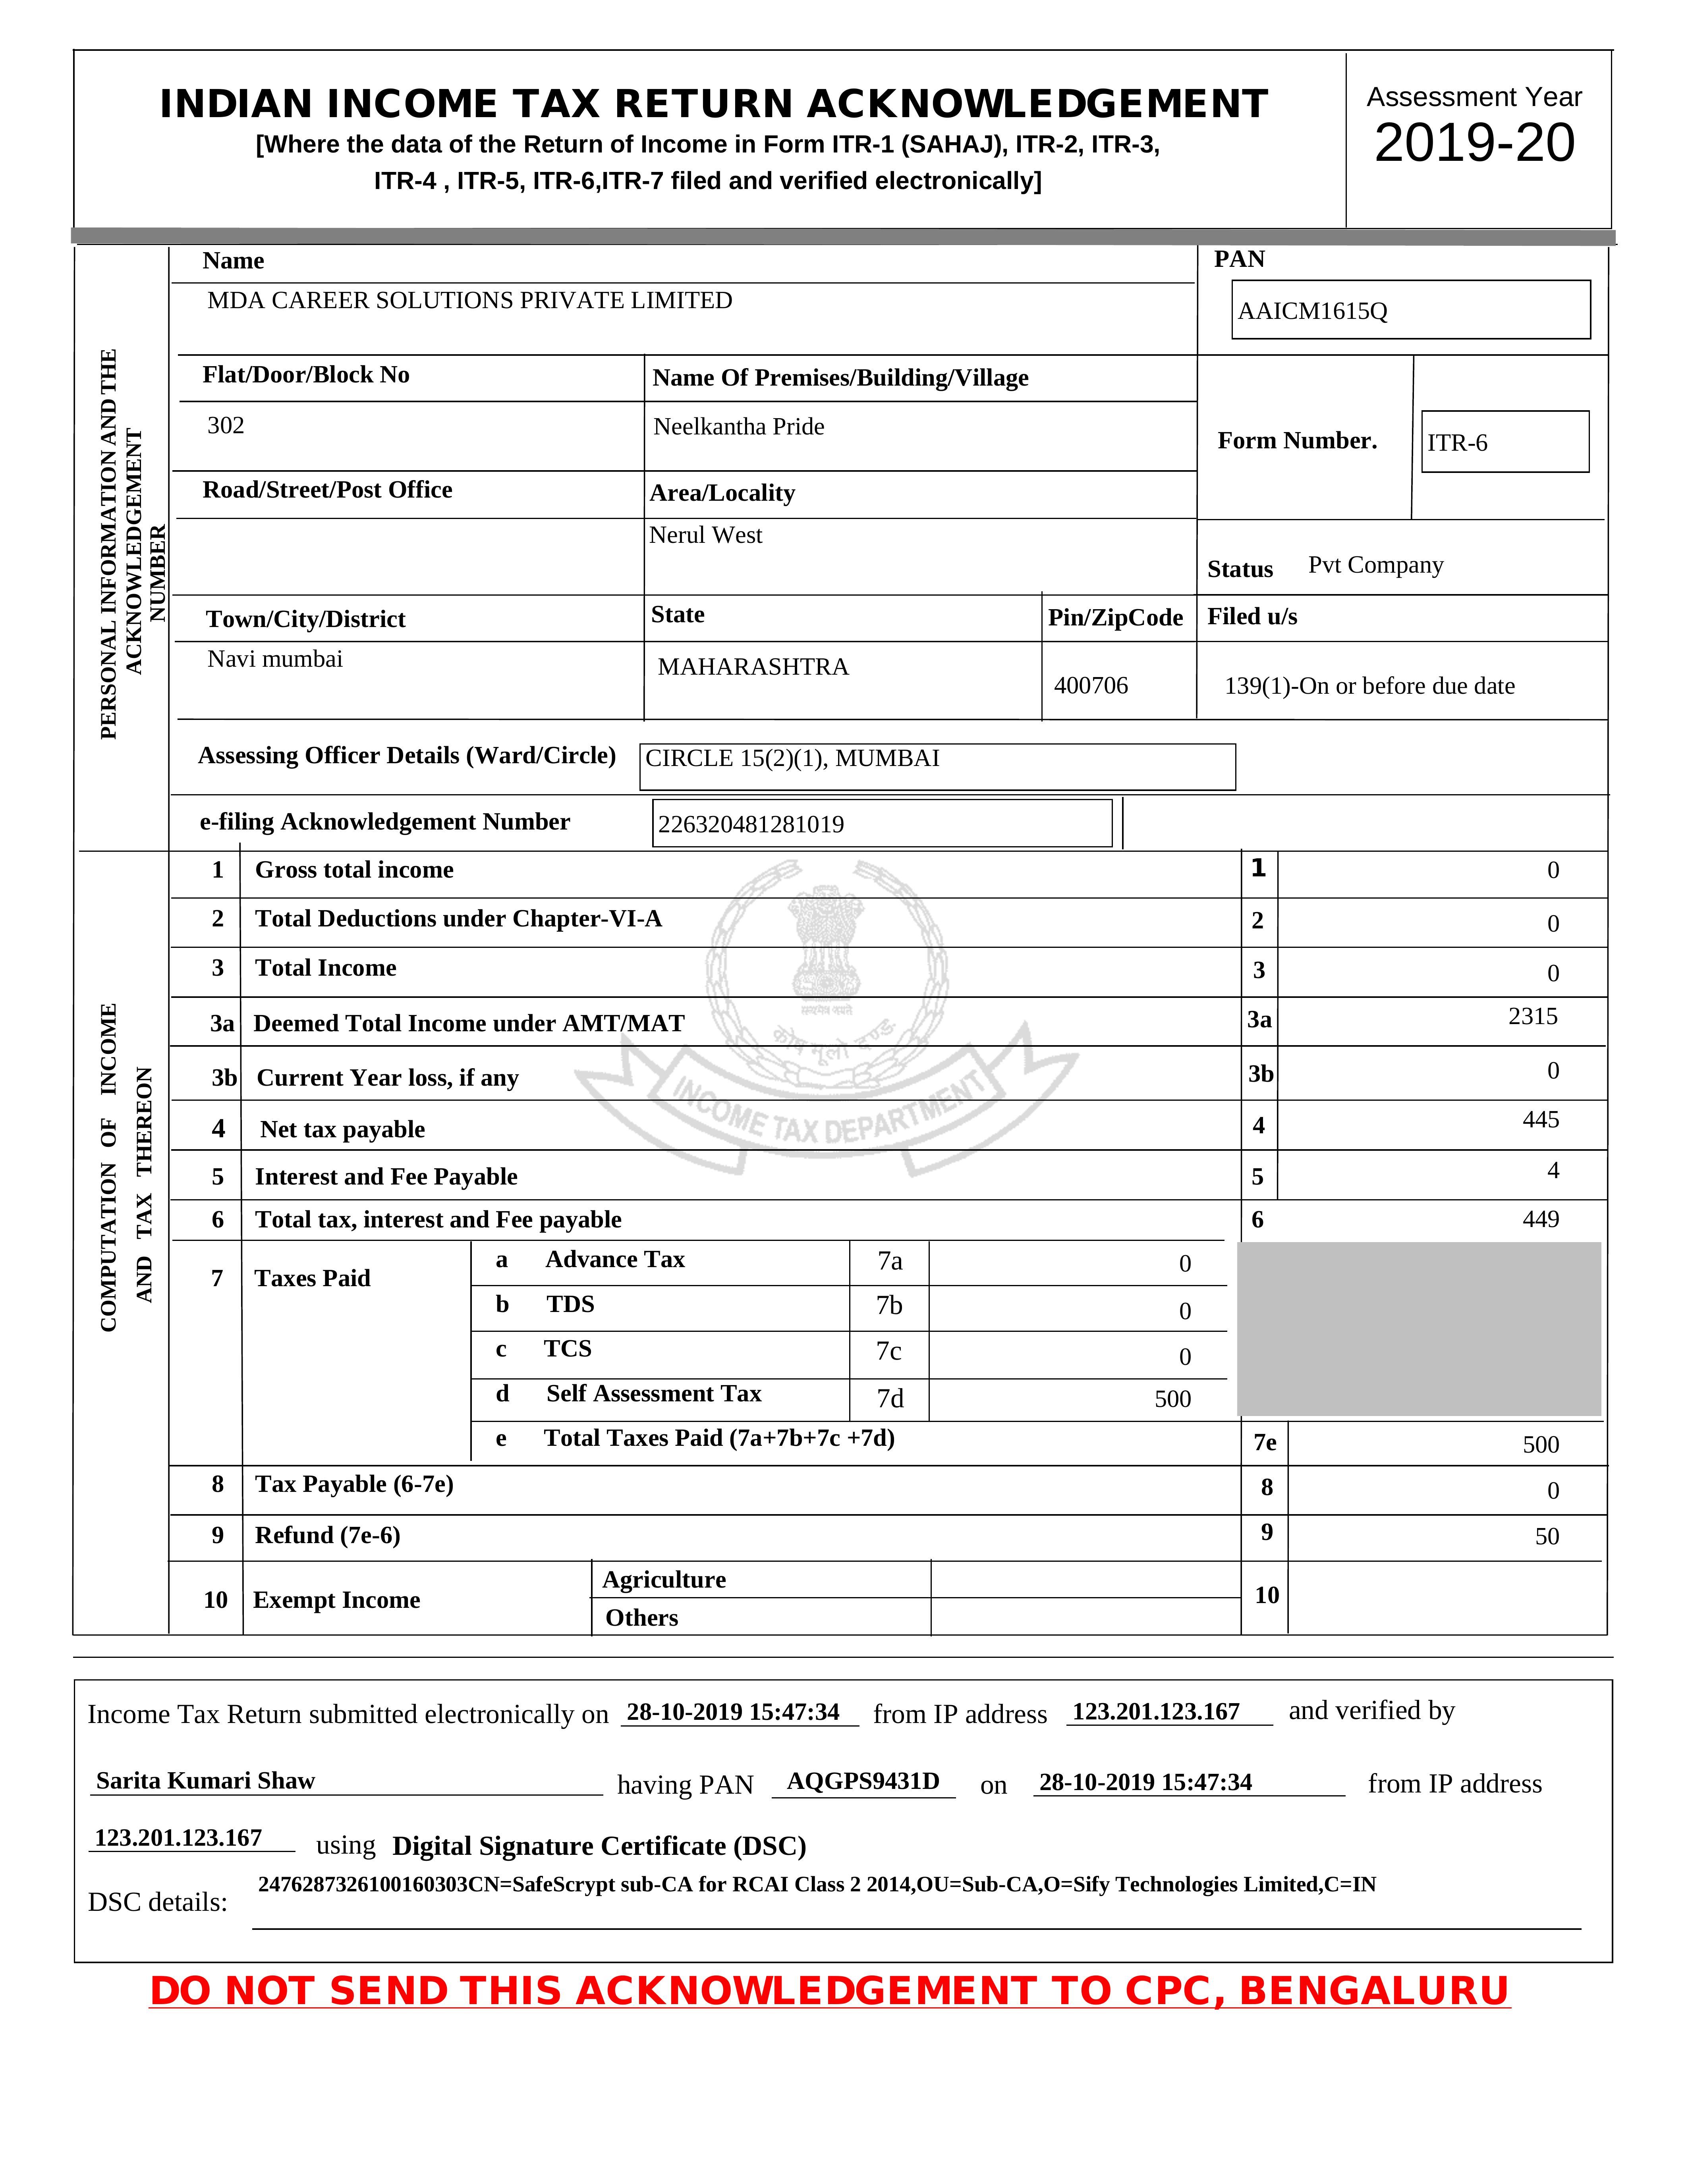 INDIAN INCOME TAX RETURN ACKNOWLEDGEMENT
[Where the data of the Return of Income in Form ITR-1 (SAHAJ), ITR-2, ITR-3,
ITR-4 , ITR-5, ITR-6,ITR-7 filed and verified electronically]
Assessment Year
2019-20
PERSONAL INFORMATION AND THE
ACKNOWLEDGEMENT
NUMBER
Name
MDA CAREER SOLUTIONS PRIVATE LIMITED
PAN
AAICM1615Q
Flat/Door/Block No
302
Name Of Premises/Building/Village
Neelkantha Pride
Form Number.
ITR-6
Road/Street/Post Office
Area/Locality
Nerul West
Status Pvt Company
Town/City/District
Navi mumbai
State
MAHARASHTRA
Pin/ZipCode
400706
Filed u/s
139(1)-On or before due date
Assessing Officer Details (Ward/Circle) CIRCLE 15(2)(1), MUMBAI
e-filing Acknowledgement Number 226320481281019
COMPUTATION OF INCOME
AND TAX THEREON
1 Gross total income 1 0
2 Total Deductions under Chapter-VI-A 2 0
3 Total Income 3 0
3a Deemed Total Income under AMT/MAT 3a 2315
3b Current Year loss, if any 3b 0
4 Net tax payable 4 445
5 Interest and Fee Payable 5 4
6 Total tax, interest and Fee payable 6 449
7 Taxes Paid
a Advance Tax 7a 0
b TDS 7b 0
c TCS 7c 0
d Self Assessment Tax 7d 500
e Total Taxes Paid (7a+7b+7c +7d) 7e 500
8 Tax Payable (6-7e) 8 0
9 Refund (7e-6) 9 50
10 Exempt Income
Agriculture
Others
10
सत्यमेव जयते
कोष मूलो दण्ड
INCOME TAX DEPARTMENT
Income Tax Return submitted electronically on 28-10-2019 15:47:34 from IP address 123.201.123.167 and verified by
Sarita Kumari Shaw having PAN AQGPS9431D on 28-10-2019 15:47:34 from IP address
123.201.123.167 using Digital Signature Certificate (DSC)
DSC details: 2476287326100160303CN=SafeScrypt sub-CA for RCAI Class 2 2014,OU=Sub-CA,O=Sify Technologies Limited,C=IN
DO NOT SEND THIS ACKNOWLEDGEMENT TO CPC, BENGALURU